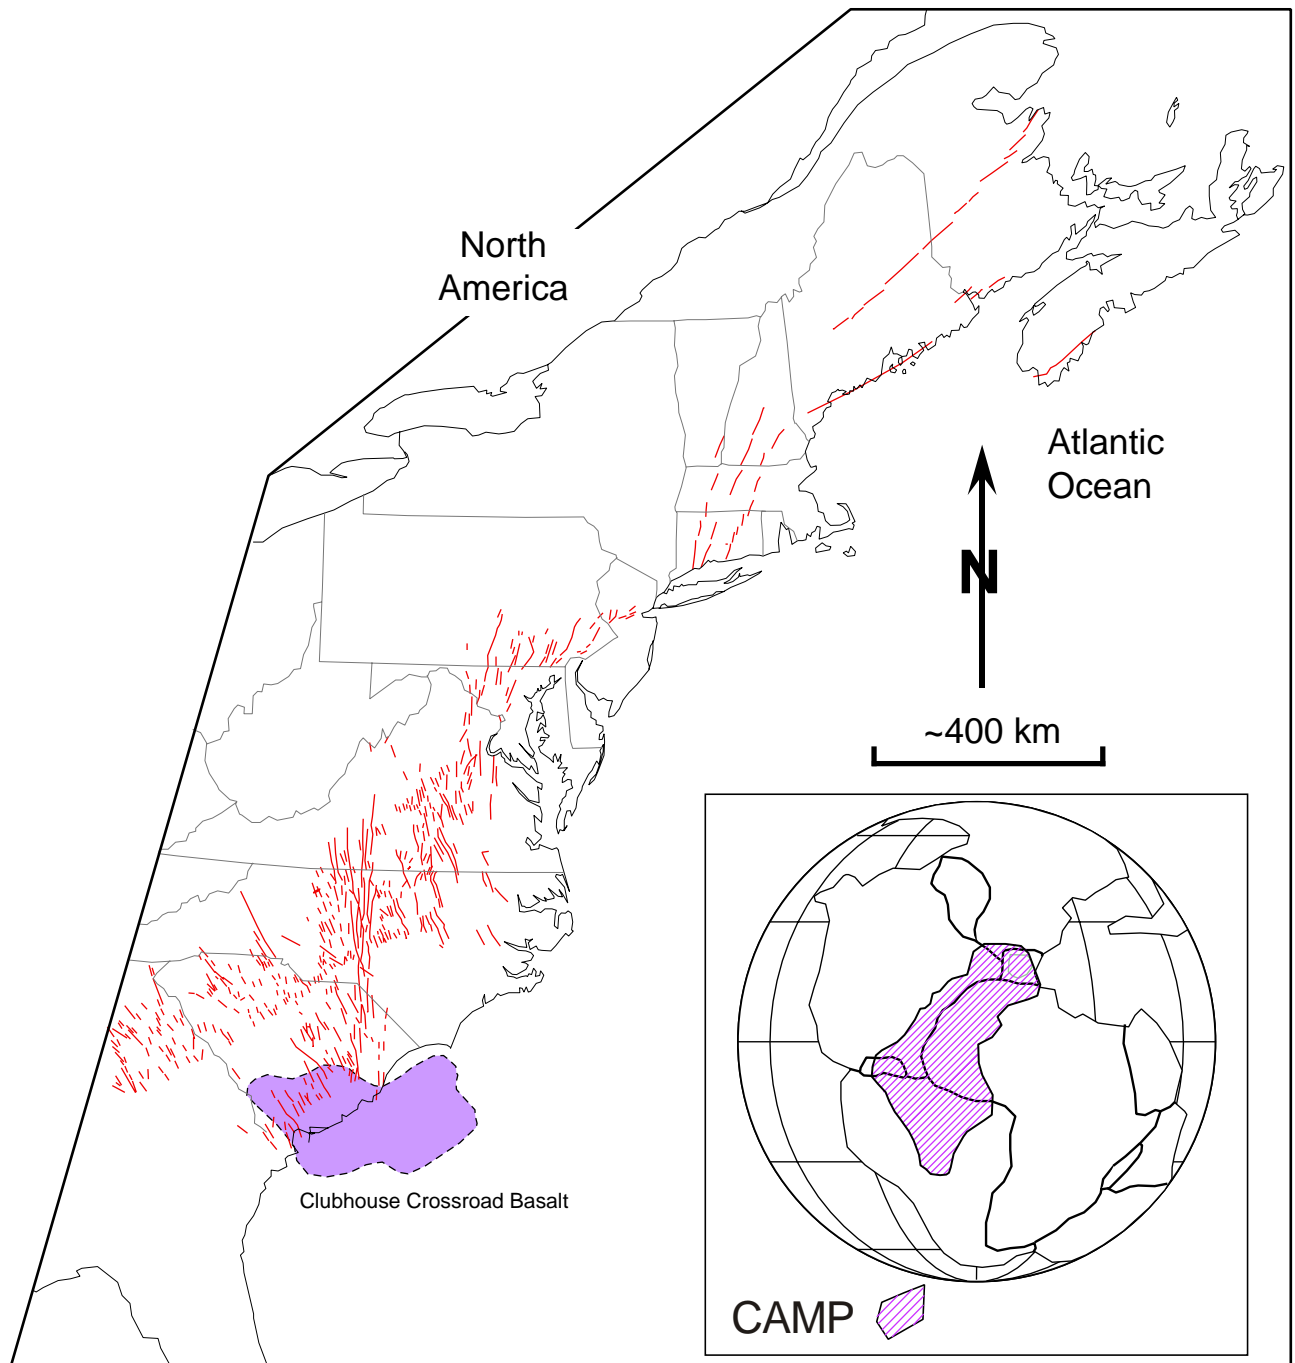 North
America
Atlantic
Ocean
N
~400 km
Clubhouse Crossroad Basalt
CAMP